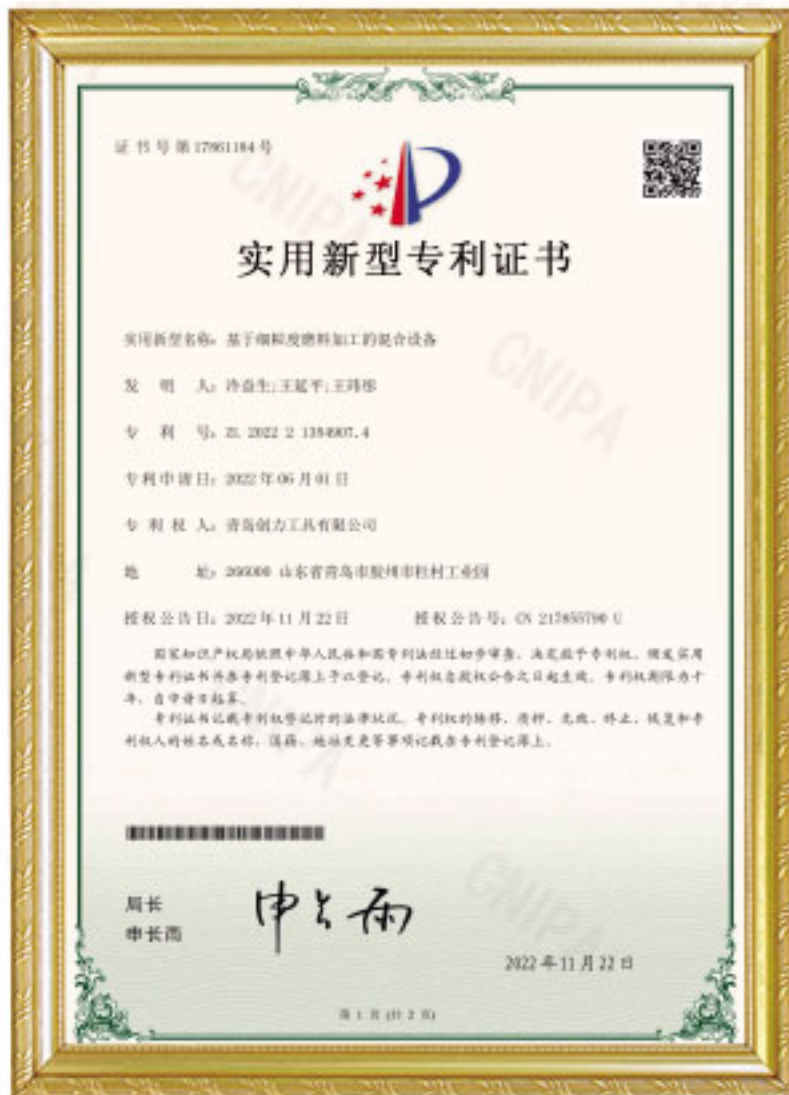 证书号第17861184号
实用新型专利证书
实用新型名称：基于细粒度磨料加工的混合设备
发 明 人：冷益生;王延平;
专 利 号：ZL 2022 2
专利申请日：2022年06月01日
专 利 权 人：青岛创力工具有限公司
地 址：266000 山东省青岛市胶州市杜村工业园
授权公告日：2022年11月22日 授权公告号：CN 217855790 U
国家知识产权局依照中华人民共和国专利法经过初步审查，决定授予专利权，颁发实用
新型专利证书并在专利登记簿上予以登记。专利权自授权公告之日起生效。专利权期限为十
年，自申请日起算。
专利证书记载专利权登记时的法律状况。专利权的转移、质押、无效、终止、恢复和专
利权人的姓名或名称、国籍、地址变更等事项记载在专利登记簿上。
局长
申长雨
申长雨
2022年11月22日
第 1 页 (共 2 页)
CNIPA
CNIPA
CNIPA
CNIPA